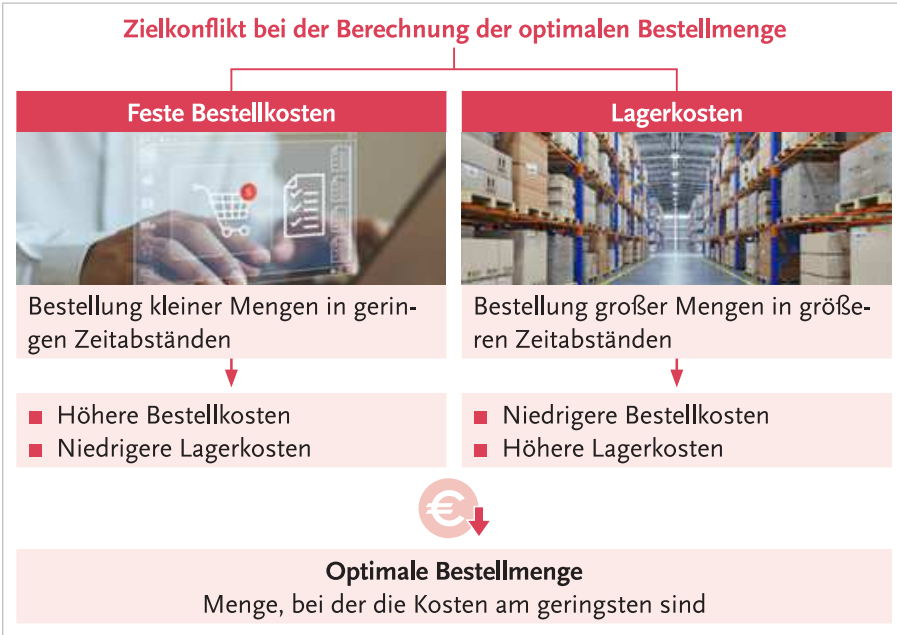 Zielkonflikt bei der Berechnung der optimalen Bestellmenge
Feste Bestellkosten
Bestellung kleiner Mengen in gerin-
gen Zeitabständen
Höhere Bestellkosten
Niedrigere Lagerkosten
Lagerkosten
Bestellung großer Mengen in größe-
ren Zeitabständen
Niedrigere Bestellkosten
Höhere Lagerkosten
€
Optimale Bestellmenge
Menge, bei der die Kosten am geringsten sind